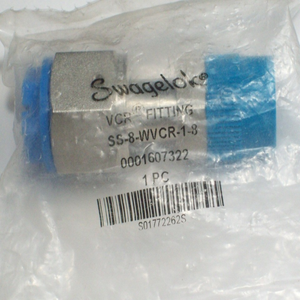 Swagelok®
VCR® FITTING
SS-8-WVCR-1-8
0001607322
1 PC
S01772262S